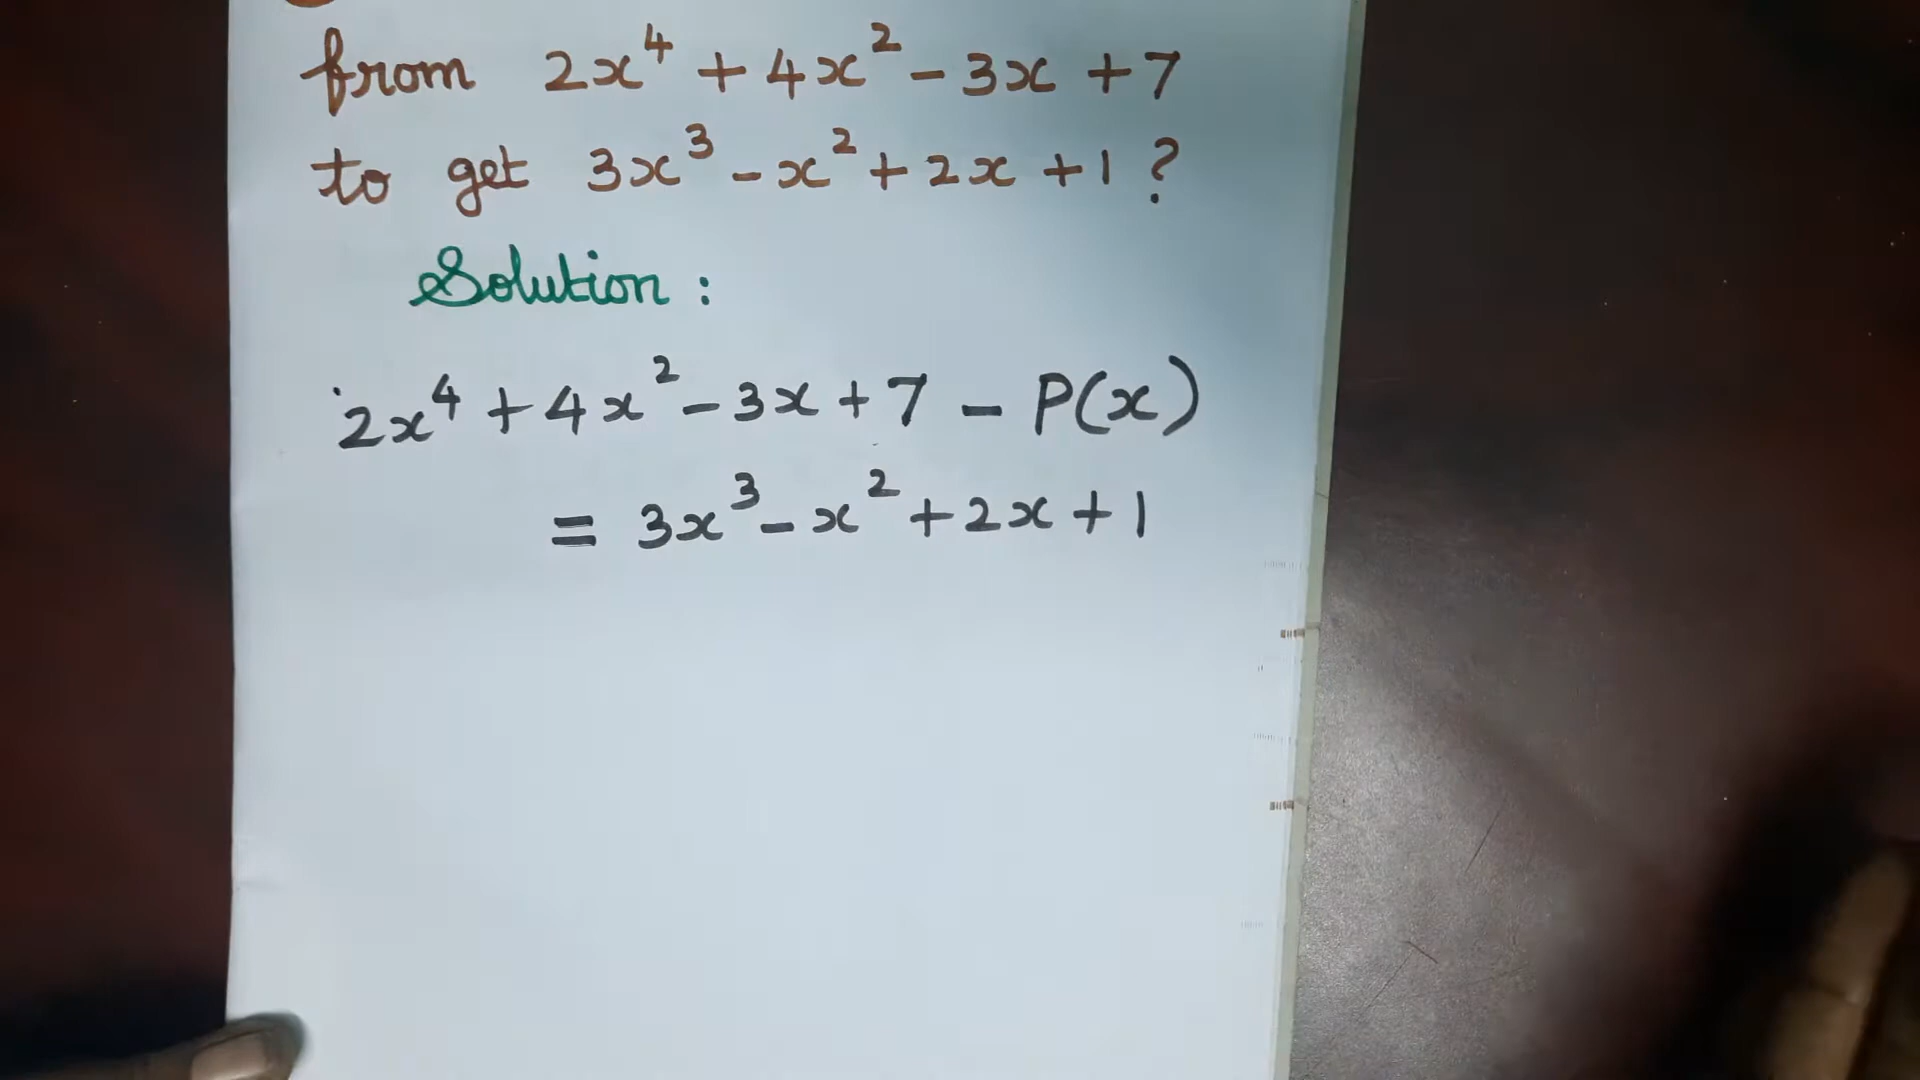 from 2x⁴ + 4x² - 3x + 7
to get 3x³ - x² + 2x + 1 ?
Solution :
2x⁴ + 4x² - 3x + 7 - P(x)
= 3x³ - x² + 2x + 1